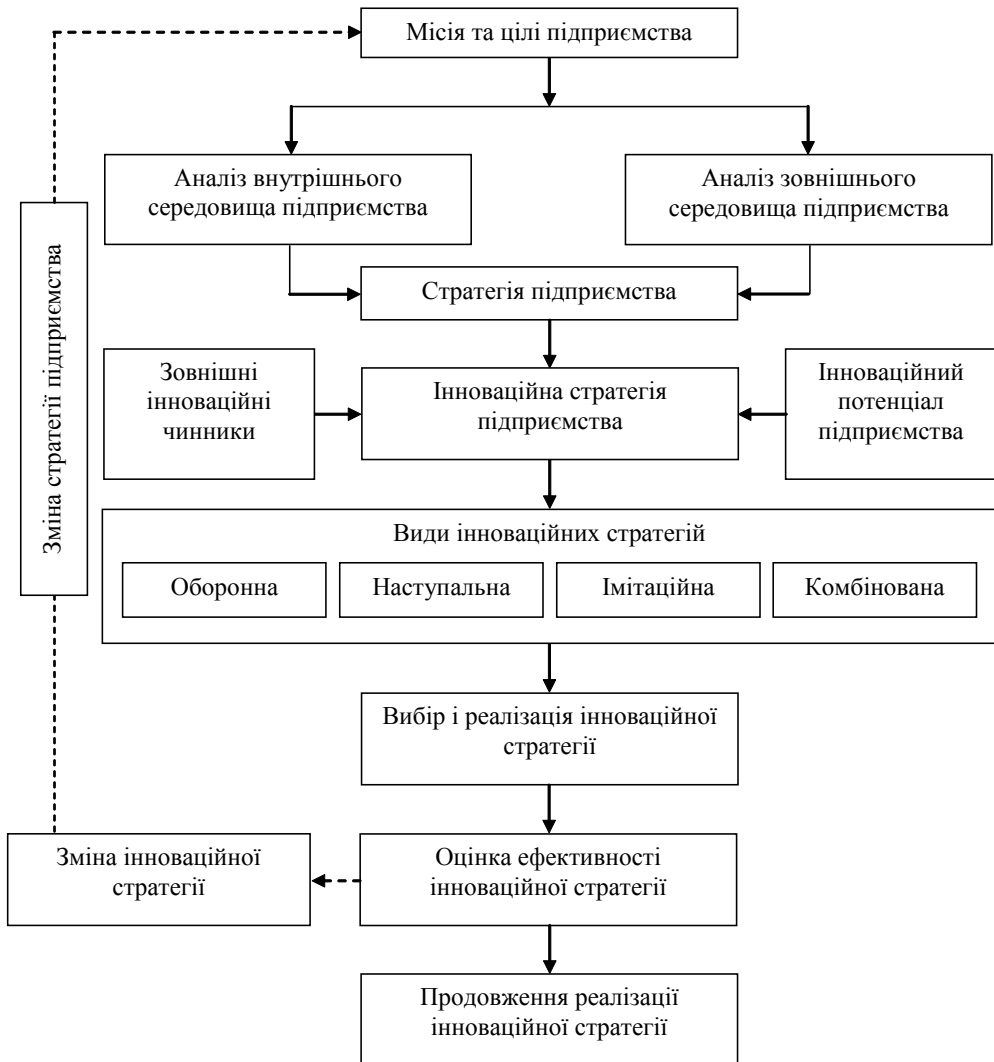 Місія та цілі підприємства
Аналіз внутрішнього
середовища підприємства
Аналіз зовнішнього
середовища підприємства
Зміна стратегії підприємства
Стратегія підприємства
Зовнішні
інноваційні
чинники
Інноваційна стратегія
підприємства
Інноваційний
потенціал
підприємства
Види інноваційних стратегій
Оборонна
Наступальна
Імітаційна
Комбінована
Вибір і реалізація інноваційної
стратегії
Зміна інноваційної
стратегії
Оцінка ефективності
інноваційної стратегії
Продовження реалізації
інноваційної стратегії